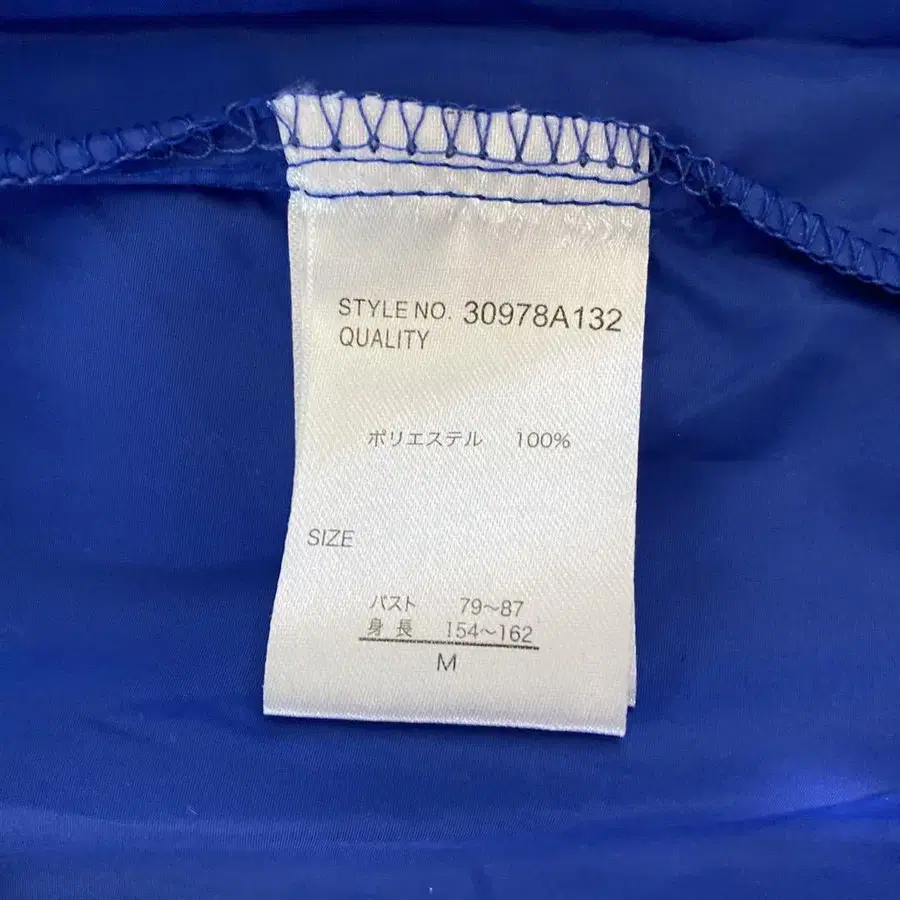 STYLE NO. 30978A132
QUALITY
ポリエステル 100%
SIZE
バスト 79~87
身長 154~162
M